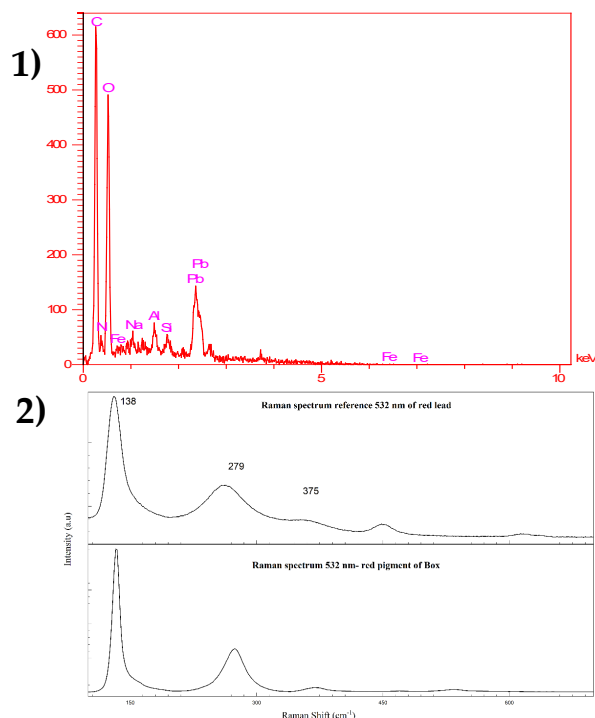 1)
600
500
400
300
200
100
0
C
O
N
Fe
Na
Al
Si
Pb
Pb
Fe
Fe
0
5
10
keV
2)
Raman spectrum reference 532 nm of red lead
138
279
375
Intensity (a.u)
Raman spectrum 532 nm- red pigment of Box
150
300
450
600
Raman Shift (cm-1)